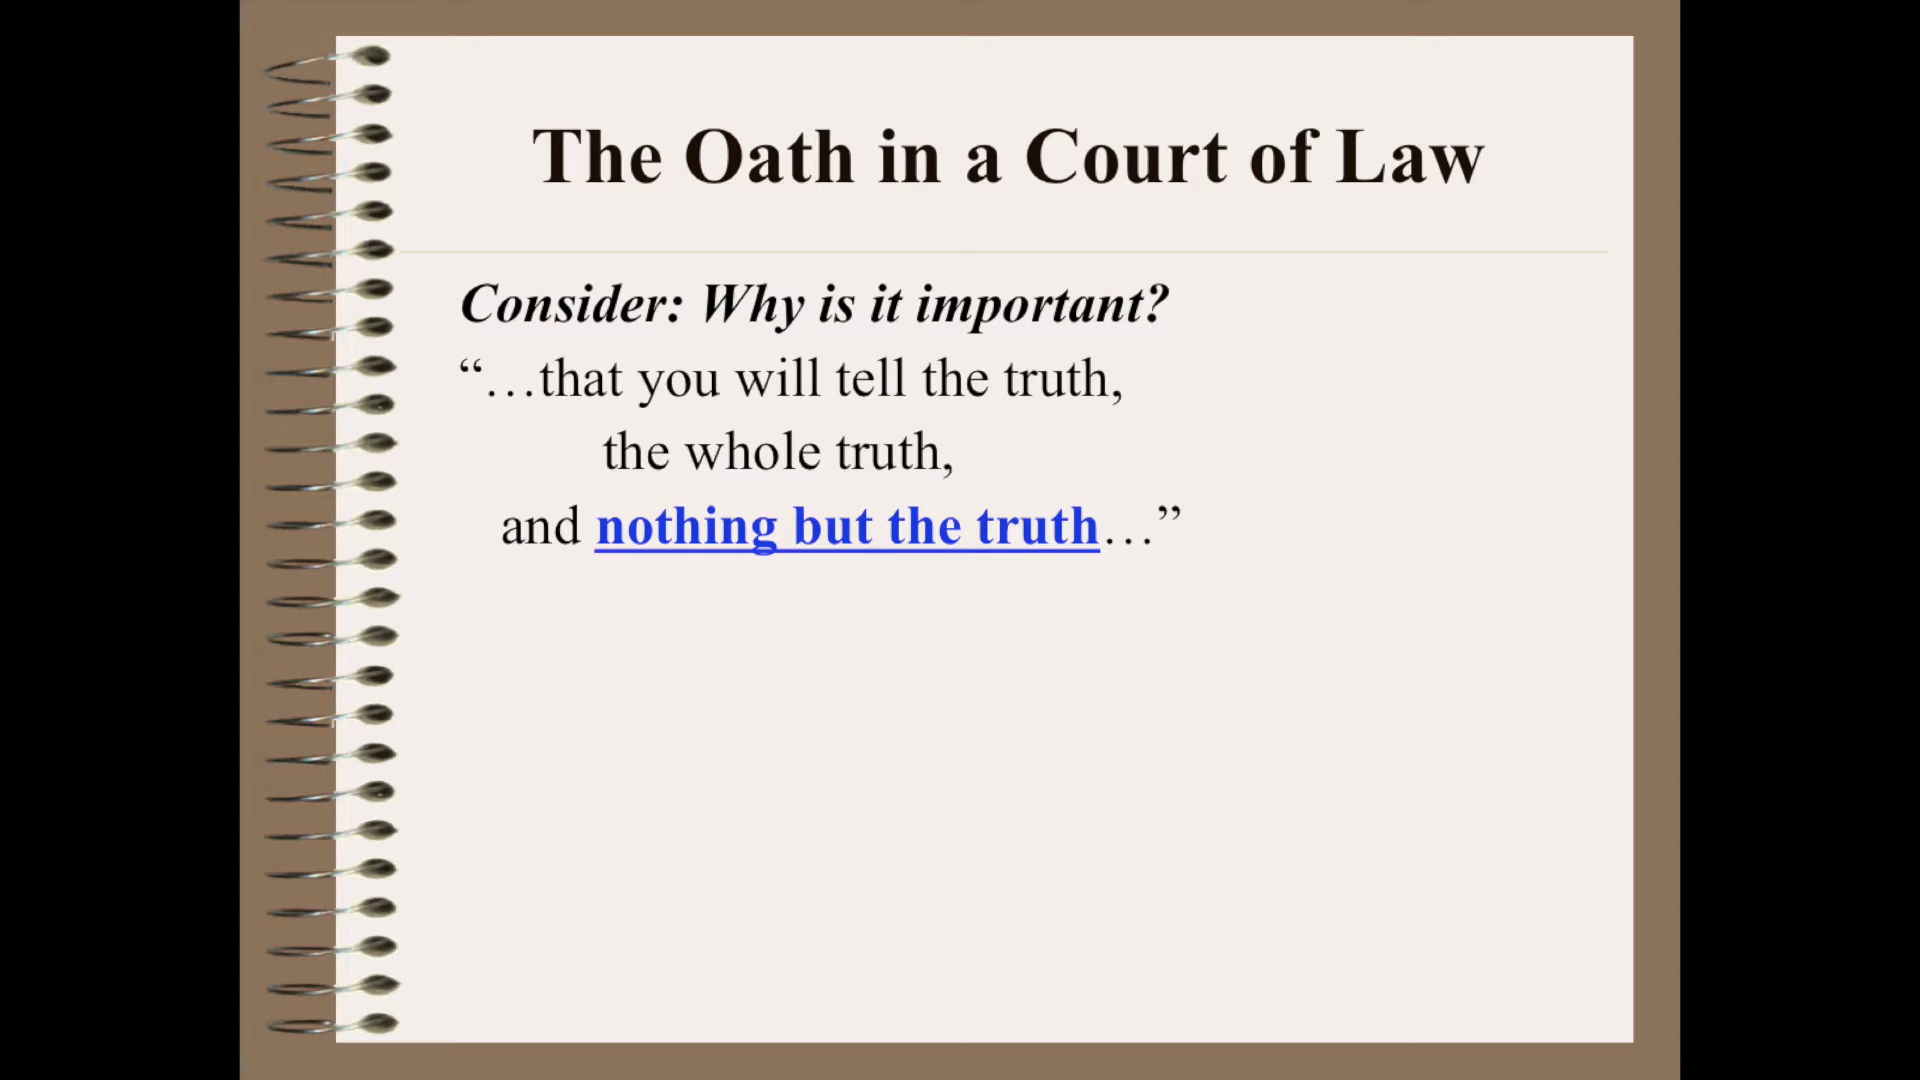 The Oath in a Court of Law
Consider: Why is it important?
“…that you will tell the truth,
the whole truth,
and nothing but the truth…”